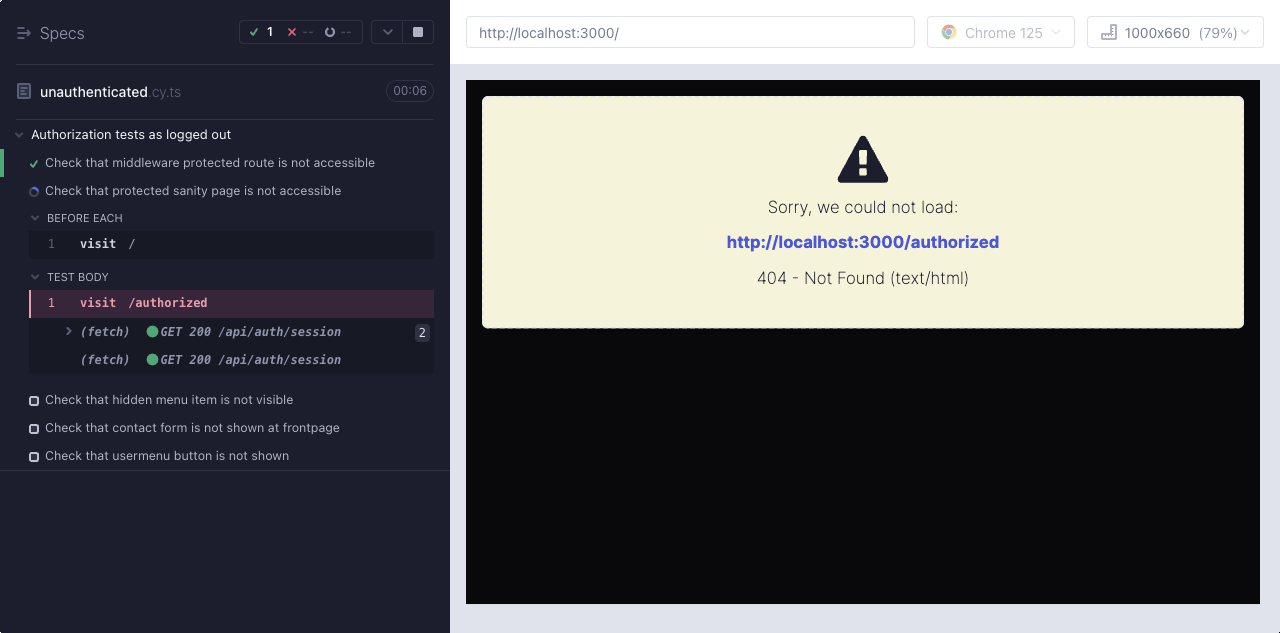 Specs
1
--
--
unauthenticated.cy.ts
00:06
Authorization tests as logged out
Check that middleware protected route is not accessible
Check that protected sanity page is not accessible
BEFORE EACH
1 visit /
TEST BODY
1 visit /authorized
(fetch) GET 200 /api/auth/session 2
(fetch) GET 200 /api/auth/session
Check that hidden menu item is not visible
Check that contact form is not shown at frontpage
Check that usermenu button is not shown
http://localhost:3000/
Chrome 125
1000x660 (79%)
Sorry, we could not load:
http://localhost:3000/authorized
404 - Not Found (text/html)